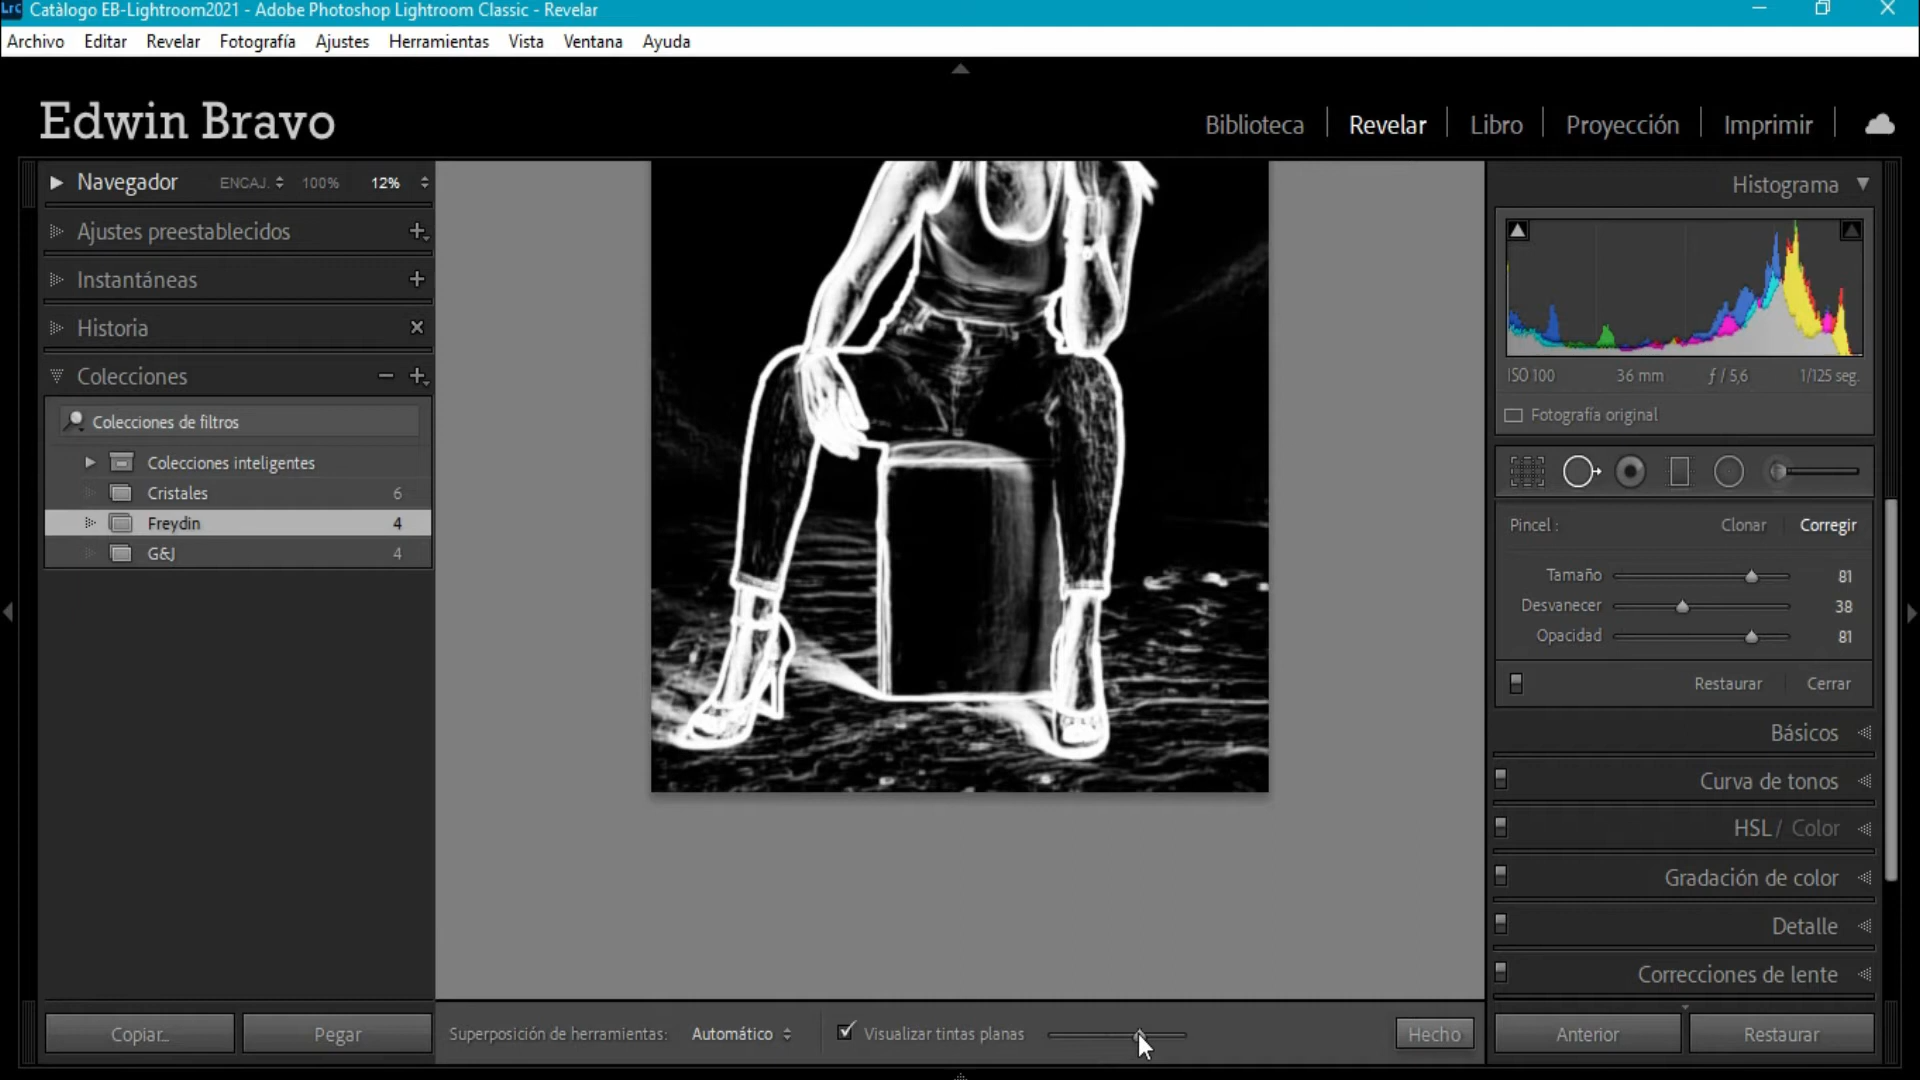 Lrc Catàlogo EB-Lightroom2021 - Adobe Photoshop Lightroom Classic - Revelar
Archivo Editar Revelar Fotografía Ajustes Herramientas Vista Ventana Ayuda
Edwin Bravo
Biblioteca Revelar Libro Proyección Imprimir
Navegador ENCAJ. 100% 12%
Ajustes preestablecidos
Instantáneas
Historia
Colecciones
Colecciones de filtros
Colecciones inteligentes
Cristales 6
Freydin 4
G&J 4
Copiar...
Pegar
Superposición de herramientas: Automático
Visualizar tintas planas
Hecho
Histograma
ISO 100 36 mm ƒ / 5,6 1/125 seg.
Fotografía original
Pincel : Clonar Corregir
Tamaño 81
Desvanecer 38
Opacidad 81
Restaurar Cerrar
Básicos
Curva de tonos
HSL / Color
Gradación de color
Detalle
Correcciones de lente
Anterior
Restaurar